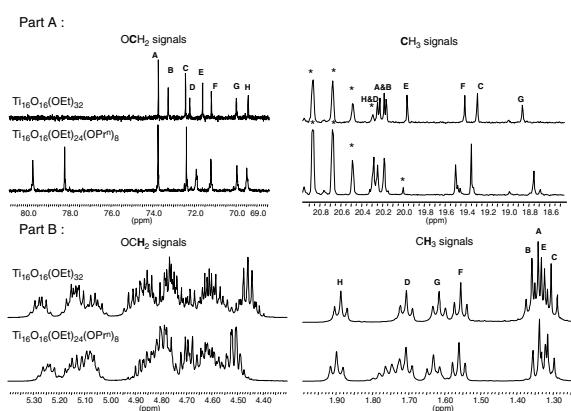 Part A :
OCH₂ signals
CH₃ signals
A
B
C
D
E
F
G H
Ti₁₆O₁₆(OEt)₃₂
Ti₁₆O₁₆(OEt)₂₄(OPrⁿ)₈
* * * H&D * A&B E F C G
* *
80.0 78.0 76.0 74.0 72.0 70.0 69.0
(ppm)
20.8 20.6 20.4 20.2 20.0 19.8 19.6 19.4 19.2 19.0 18.8 18.6
(ppm)
Part B :
OCH₂ signals
CH₃ signals
Ti₁₆O₁₆(OEt)₃₂
Ti₁₆O₁₆(OEt)₂₄(OPrⁿ)₈
H D G F B A E C
5.30 5.20 5.10 5.00 4.90 4.80 4.70 4.60 4.50 4.40
(ppm)
1.90 1.80 1.70 1.60 1.50 1.40 1.30
(ppm)